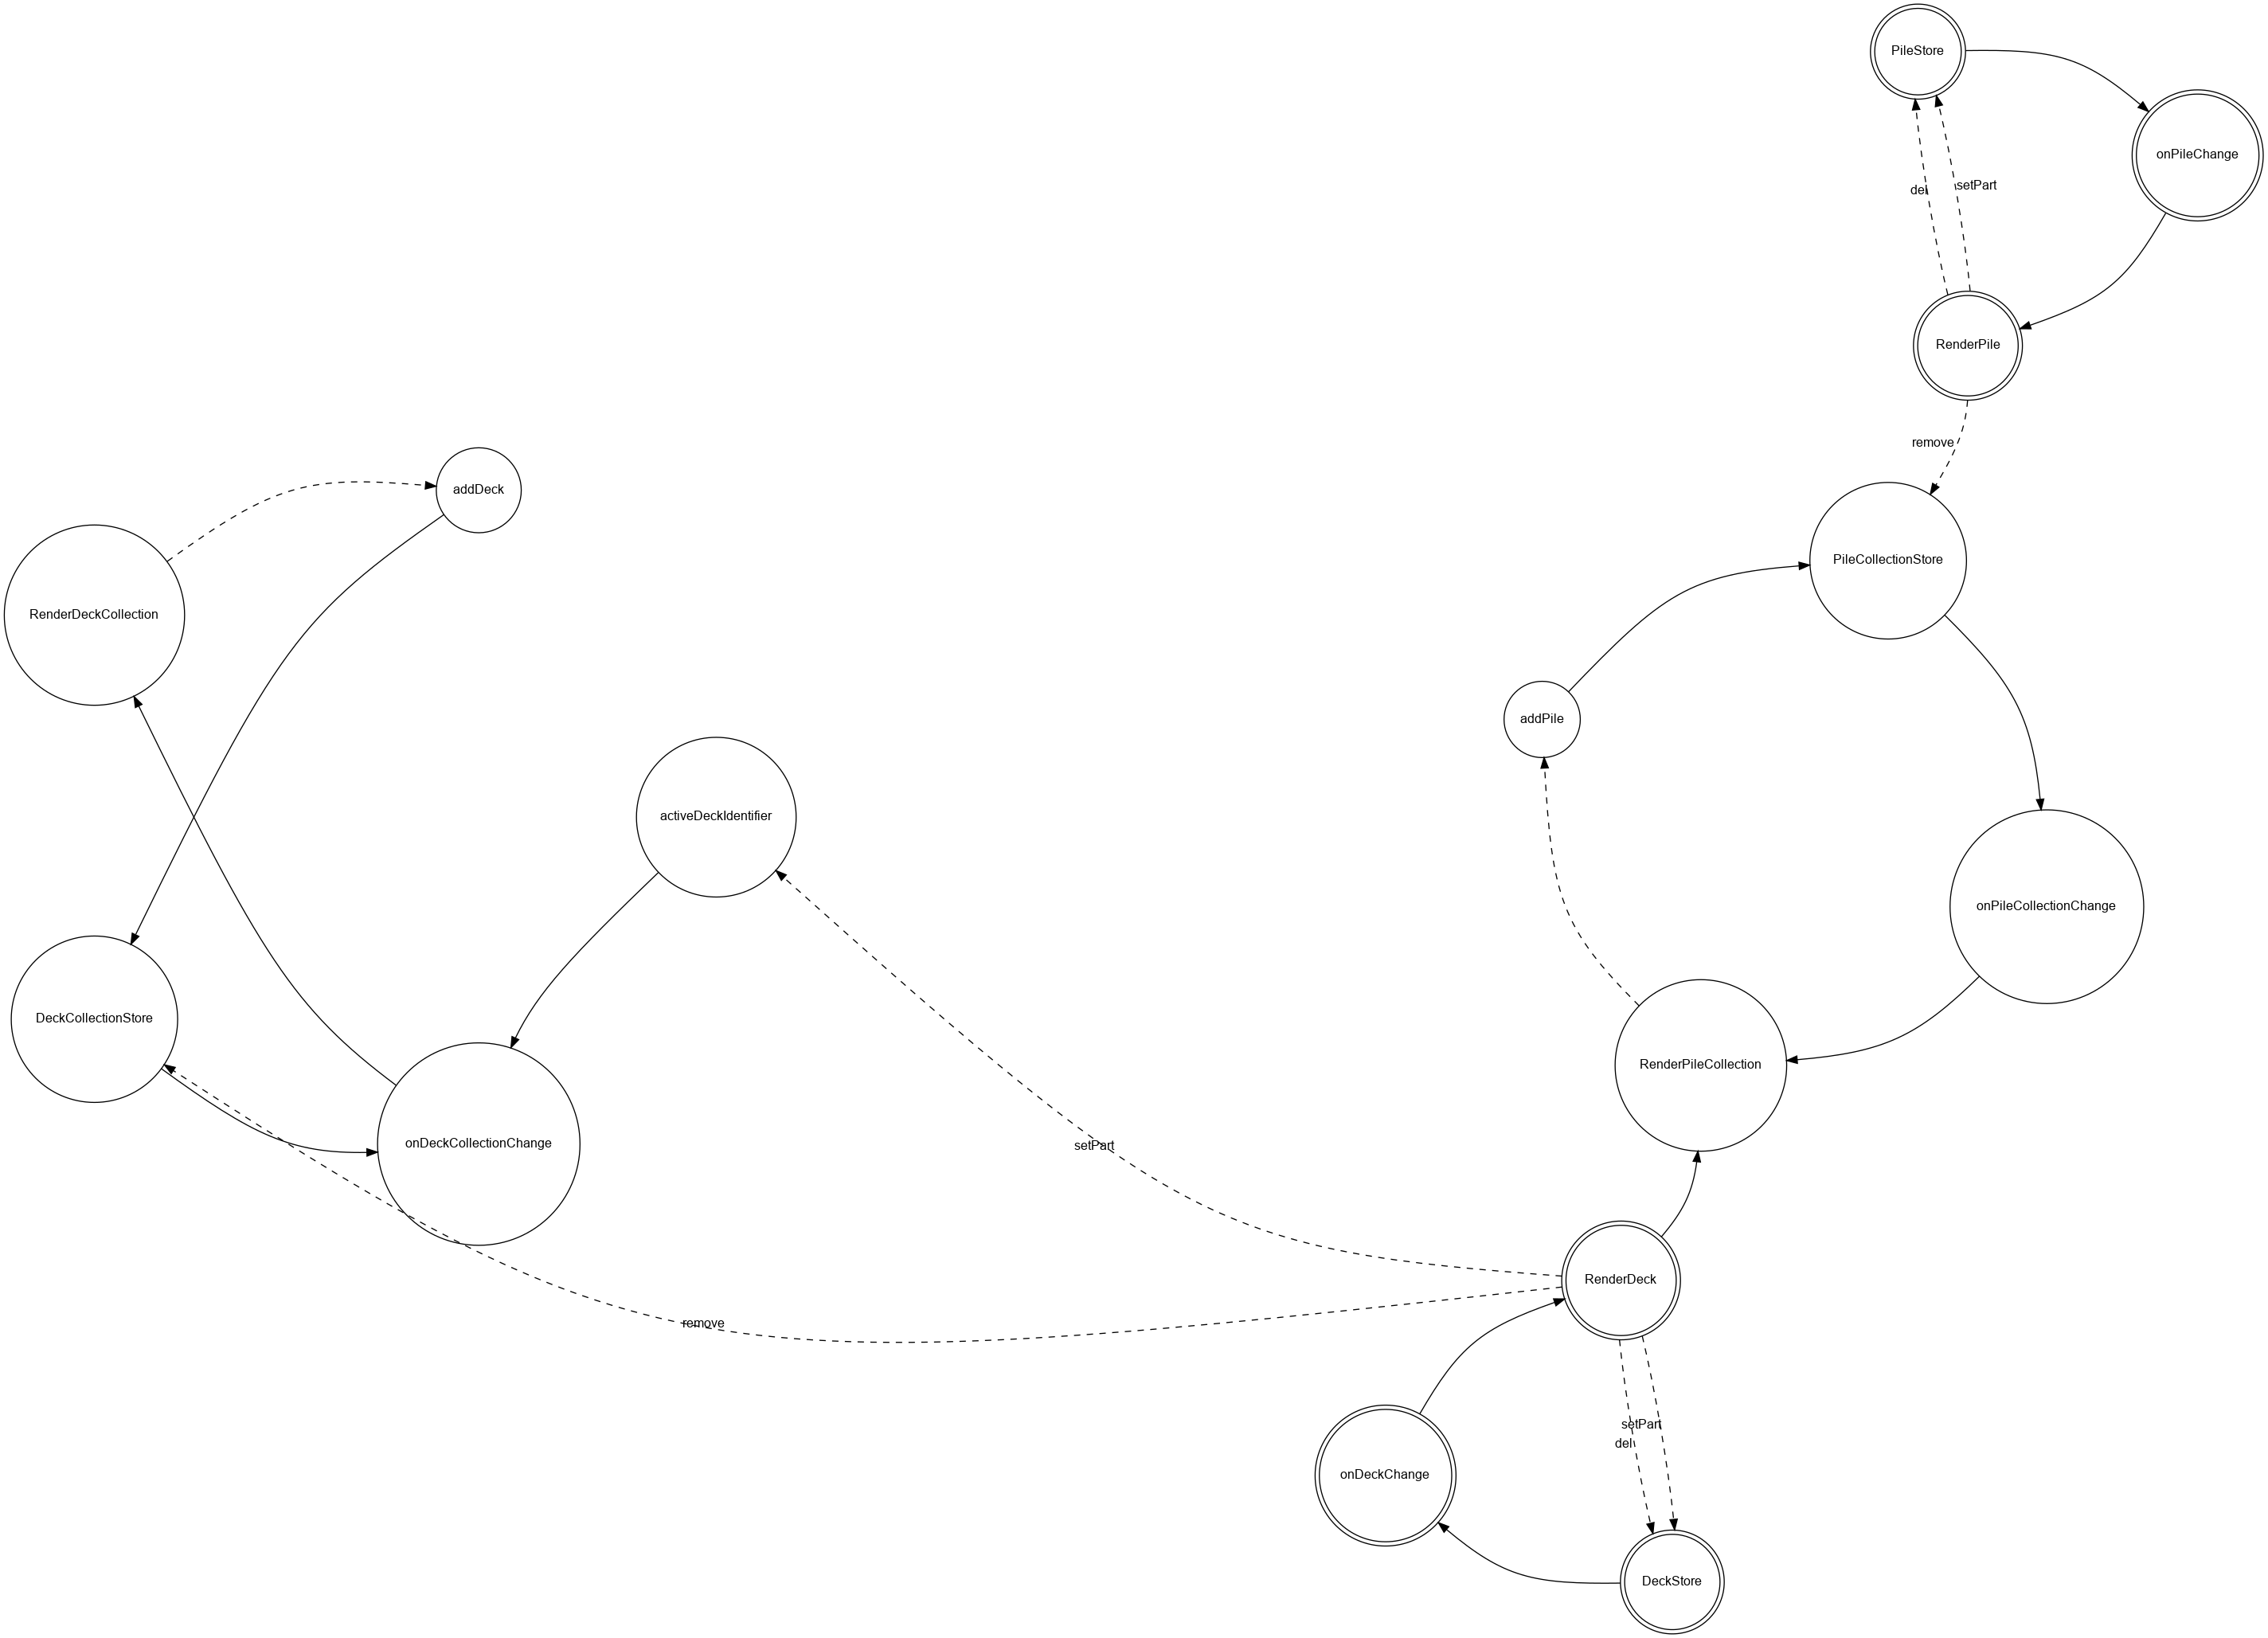 PileStore
onPileChange
del
setPart
RenderPile
remove
addDeck
PileCollectionStore
RenderDeckCollection
addPile
activeDeckIdentifier
onPileCollectionChange
DeckCollectionStore
RenderPileCollection
onDeckCollectionChange
setPart
RenderDeck
remove
setPart
del
onDeckChange
DeckStore